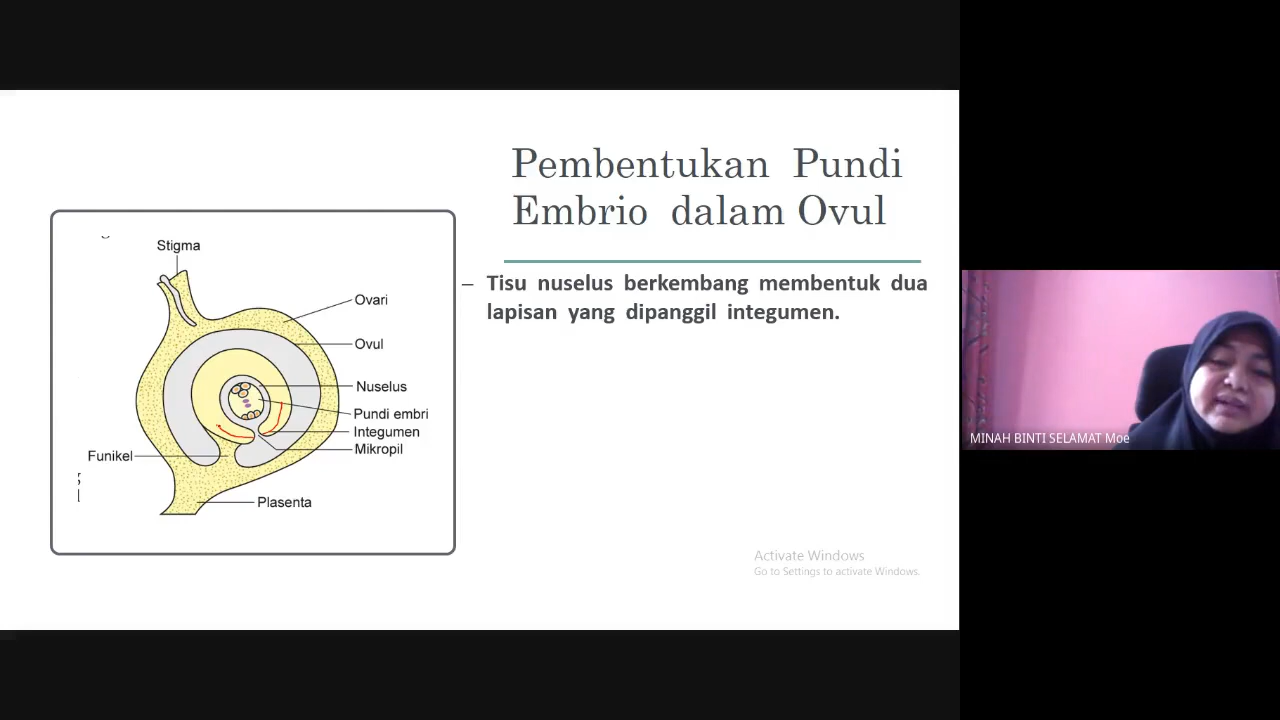 Pembentukan Pundi
Embrio dalam Ovul
– Tisu nuselus berkembang membentuk dua
lapisan yang dipanggil integumen.
Stigma
Ovari
Ovul
Nuselus
Pundi embri
Integumen
Mikropil
Funikel
Plasenta
Activate Windows
Go to Settings to activate Windows.
MINAH BINTI SELAMAT Moe